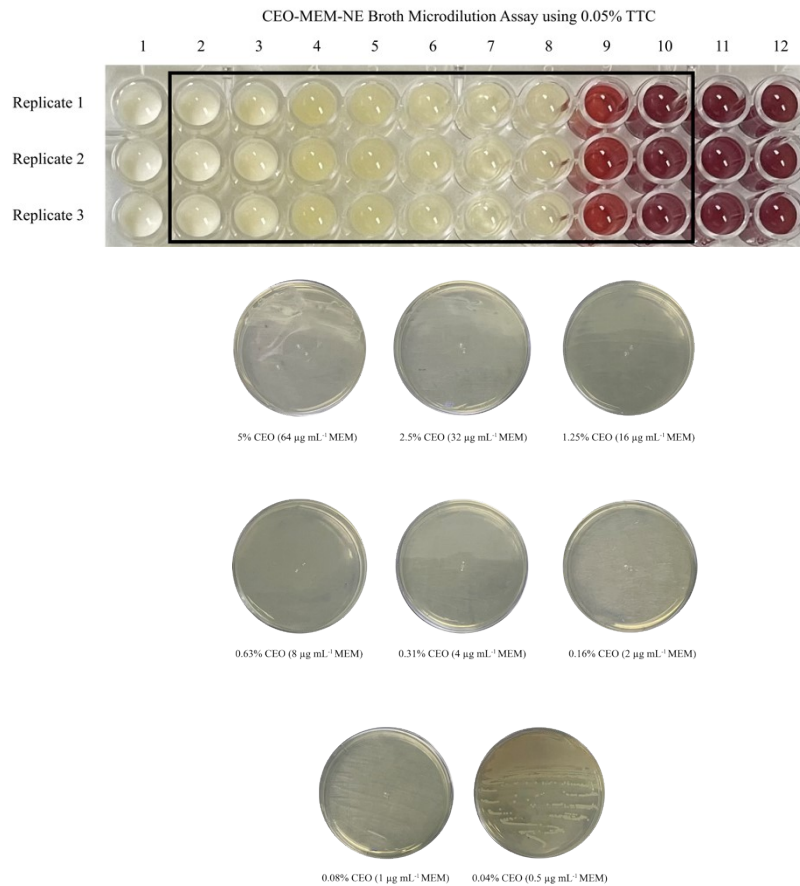 CEO-MEM-NE Broth Microdilution Assay using 0.05% TTC
1 2 3 4 5 6 7 8 9 10 11 12
Replicate 1
Replicate 2
Replicate 3
5% CEO (64 µg mL⁻¹ MEM) 2.5% CEO (32 µg mL⁻¹ MEM) 1.25% CEO (16 µg mL⁻¹ MEM)
0.63% CEO (8 µg mL⁻¹ MEM) 0.31% CEO (4 µg mL⁻¹ MEM) 0.16% CEO (2 µg mL⁻¹ MEM)
0.08% CEO (1 µg mL⁻¹ MEM) 0.04% CEO (0.5 µg mL⁻¹ MEM)